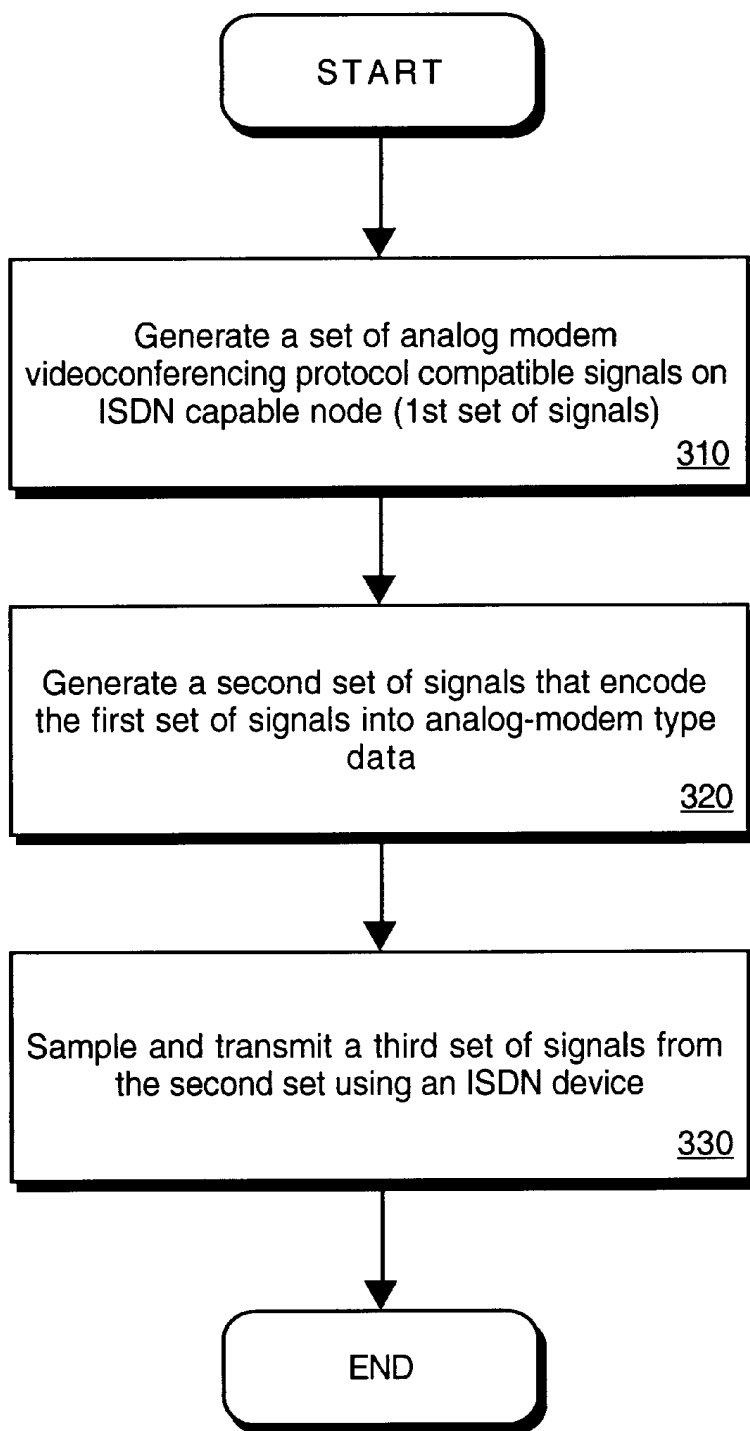 START
Generate a set of analog modem
videoconferencing protocol compatible signals on
ISDN capable node (1st set of signals)
310
Generate a second set of signals that encode
the first set of signals into analog-modem type
data
320
Sample and transmit a third set of signals from
the second set using an ISDN device
330
END